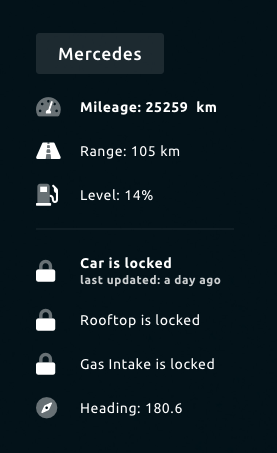 Mercedes
Mileage: 25259 km
Range: 105 km
Level: 14%
Car is locked
last updated: a day ago
Rooftop is locked
Gas Intake is locked
Heading: 180.6